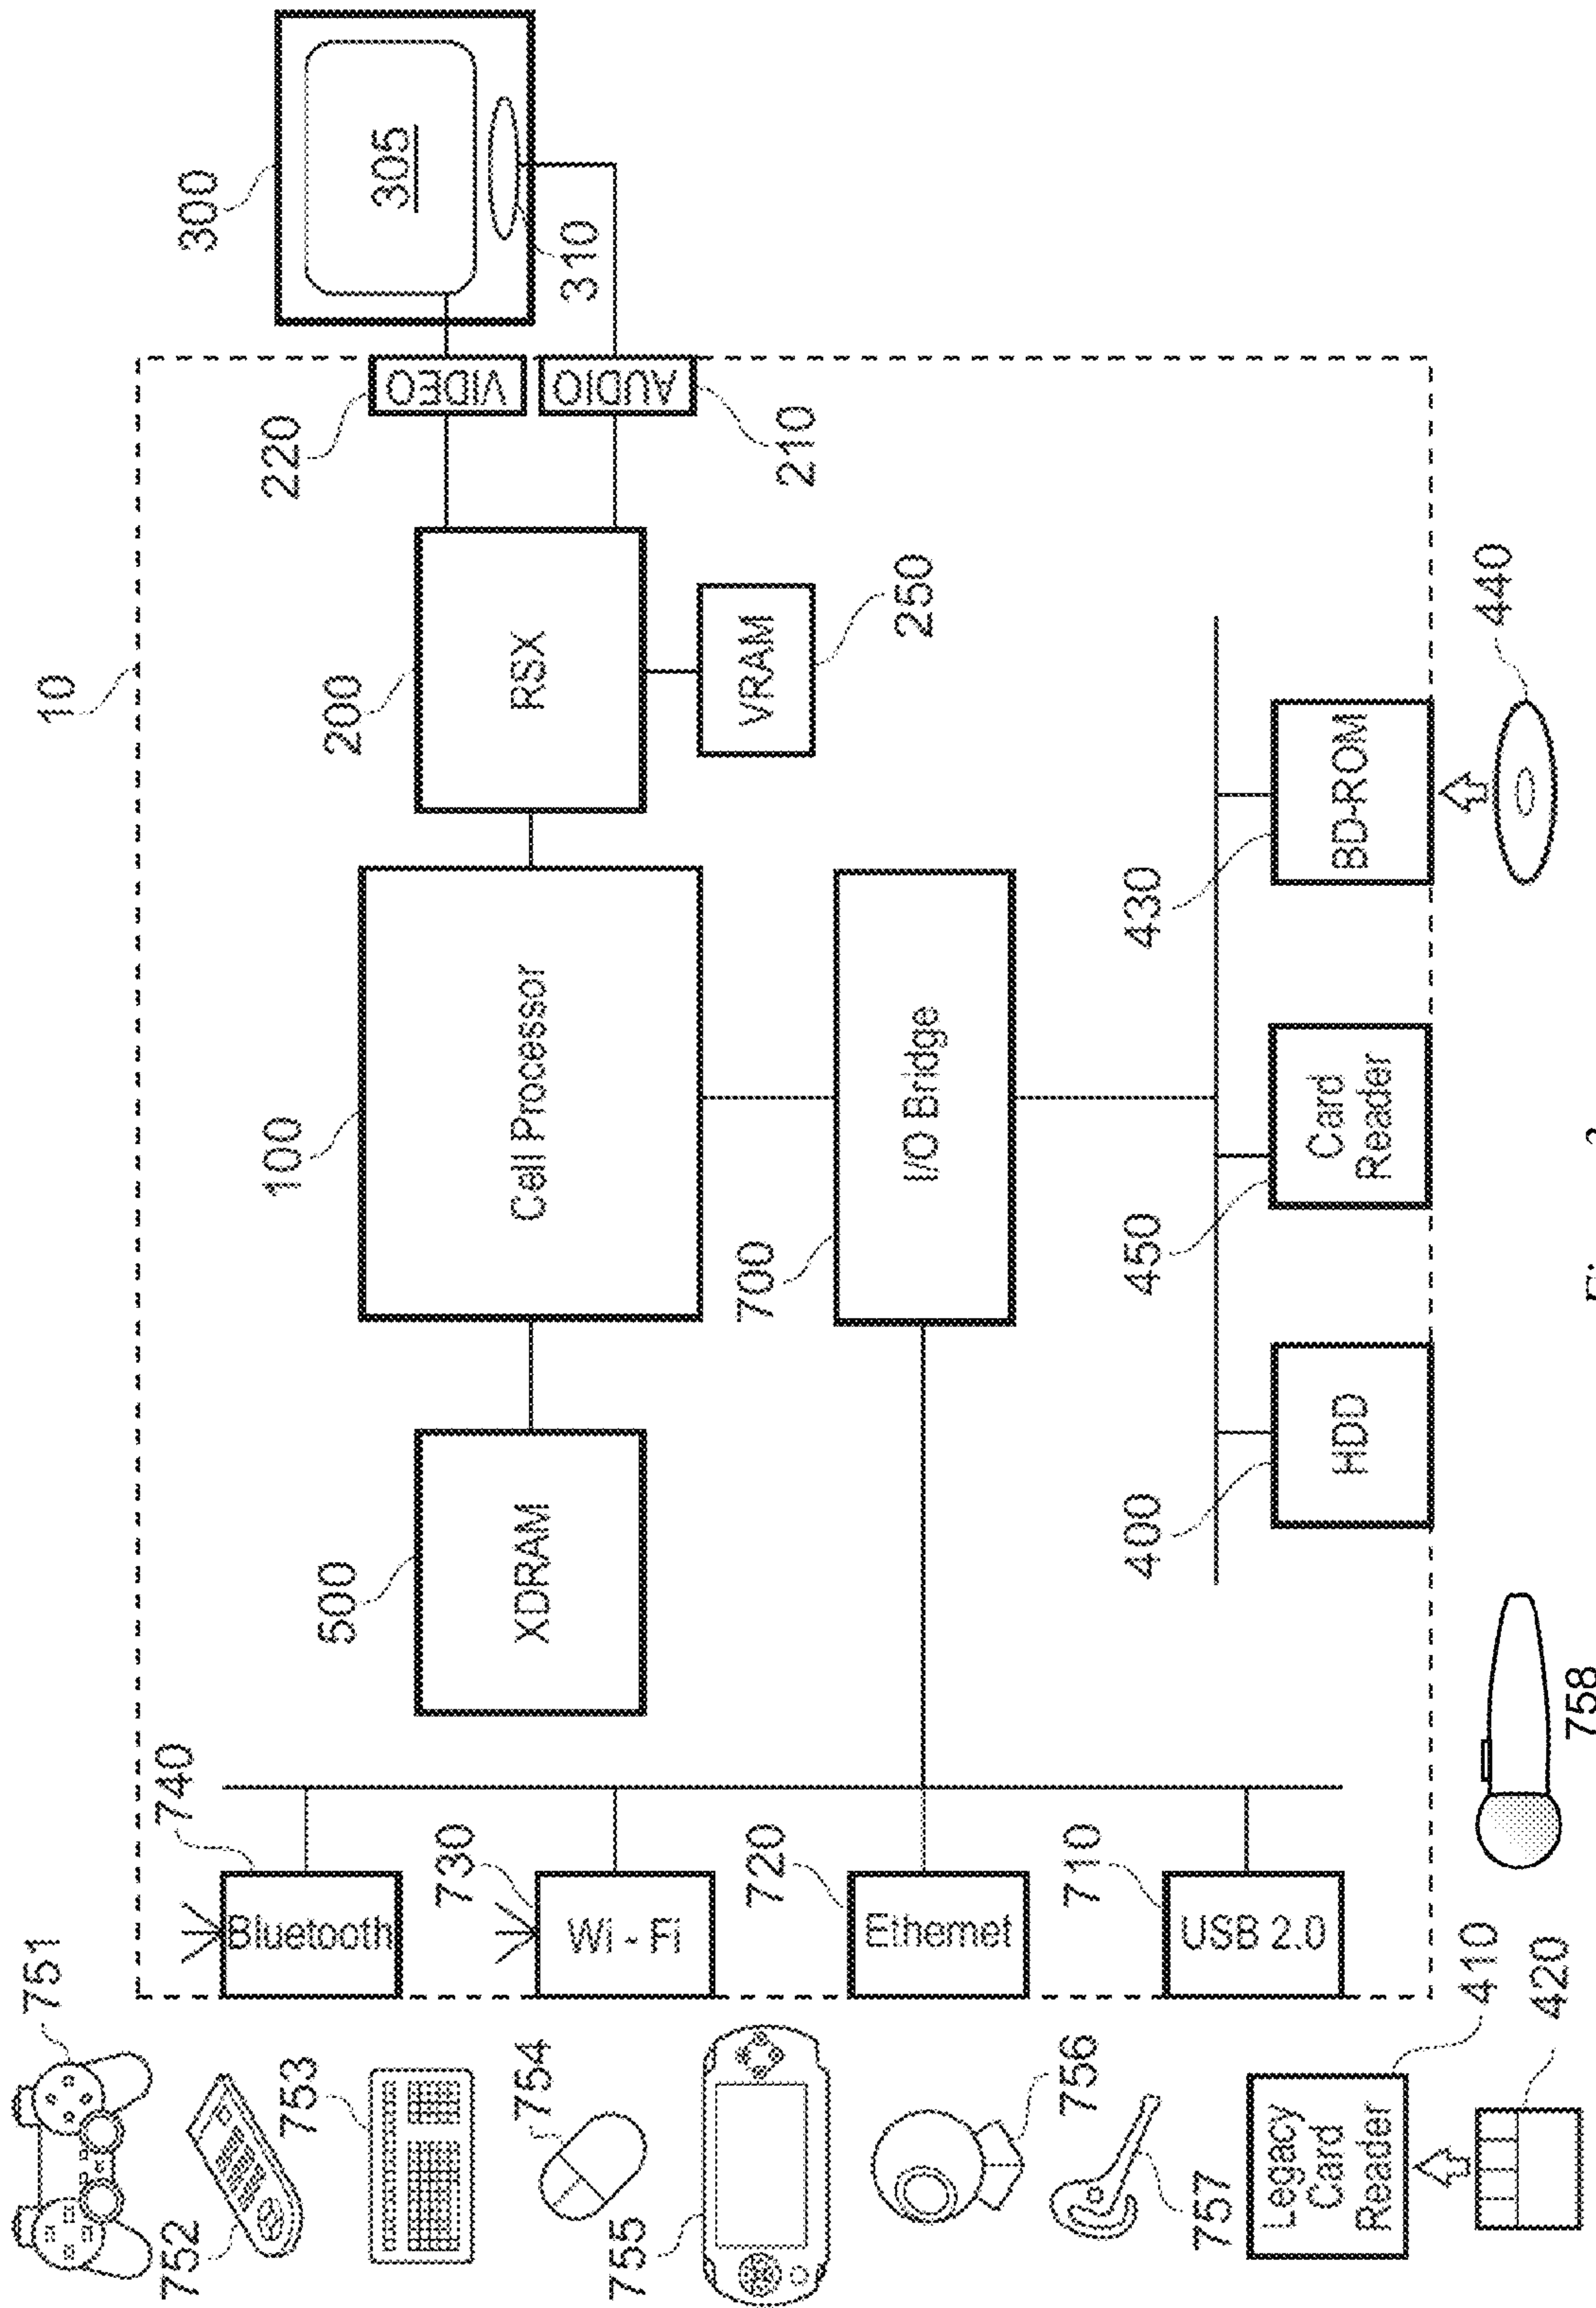 751
10
752
740
300
753
Bluetooth
100
220
500
200
305
VIDEO
730
754
XDRAM
Cell Processor
RSX
310
AUDIO
Wi - Fi
755
700
VRAM
720
210
Ethernet
I/O Bridge
250
756
710
400
450
430
757
USB 2.0
Legacy
Card
Reader
HDD
Card
Reader
BD-ROM
410
440
420
758